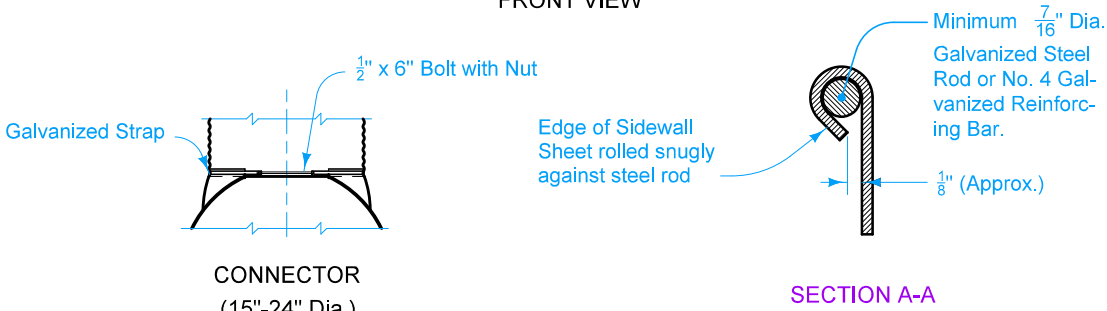 FRONT VIEW
1/2" x 6" Bolt with Nut
Galvanized Strap
CONNECTOR
(15"-24" Dia.)
Minimum 7/16" Dia.
Galvanized Steel
Rod or No. 4 Gal-
vanized Reinforc-
ing Bar.
Edge of Sidewall
Sheet rolled snugly
against steel rod
1/8" (Approx.)
SECTION A-A